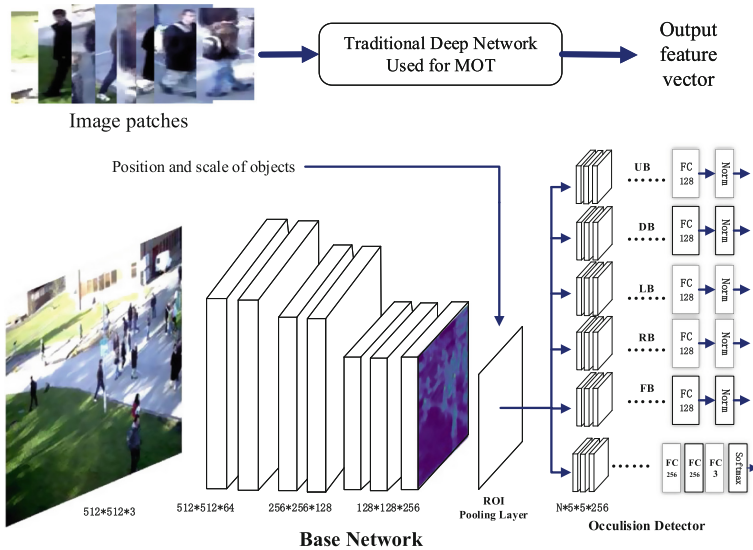 Traditional Deep Network
Used for MOT
Output
feature
vector
Image patches
Position and scale of objects
UB
......
FC
128
Norm
DB
......
FC
128
Norm
LB
......
FC
128
Norm
RB
......
FC
128
Norm
FB
......
FC
128
Norm
......
FC
256
FC
256
FC
3
Softmax
512*512*3
512*512*64
256*256*128
128*128*256
ROI
Pooling Layer
N*5*5*256
Occulision Detector
Base Network